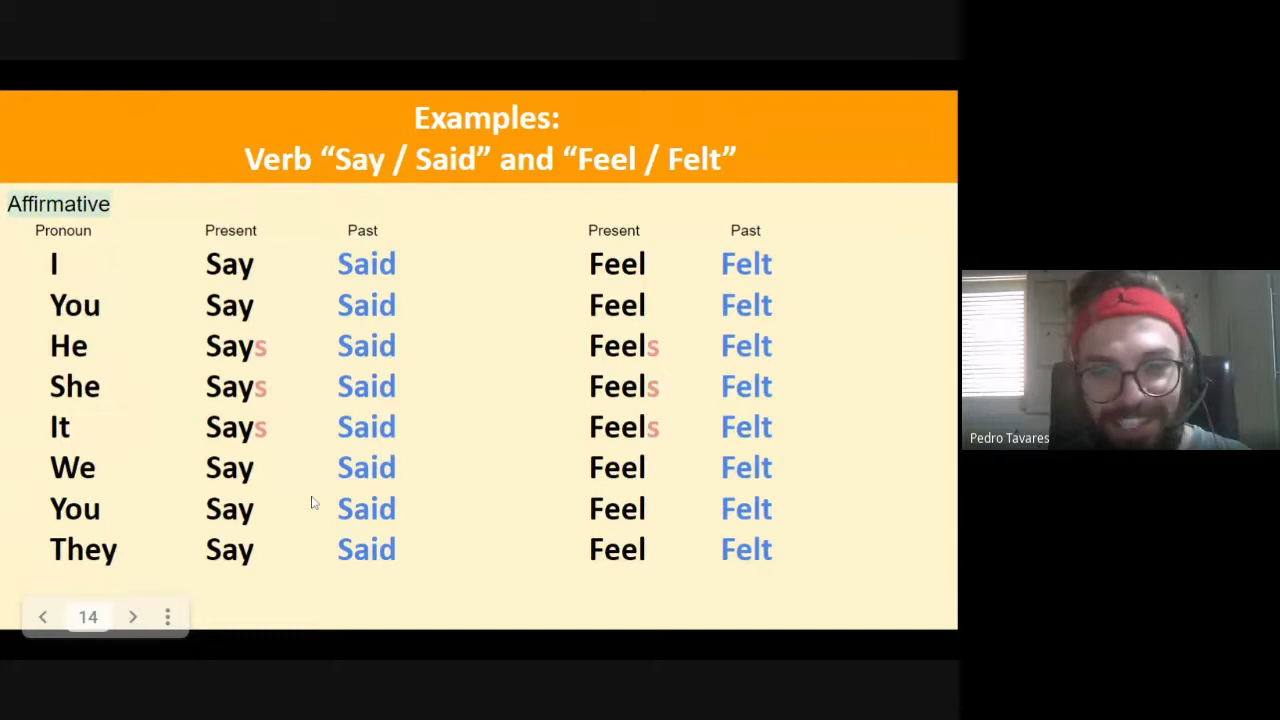 Examples:
Verb “Say / Said” and “Feel / Felt”
Affirmative
Pronoun Present Past Present Past
I Say Said Feel Felt
You Say Said Feel Felt
He Says Said Feels Felt
She Says Said Feels Felt
It Says Said Feels Felt
We Say Said Feel Felt
You Say Said Feel Felt
They Say Said Feel Felt
14
Pedro Tavares